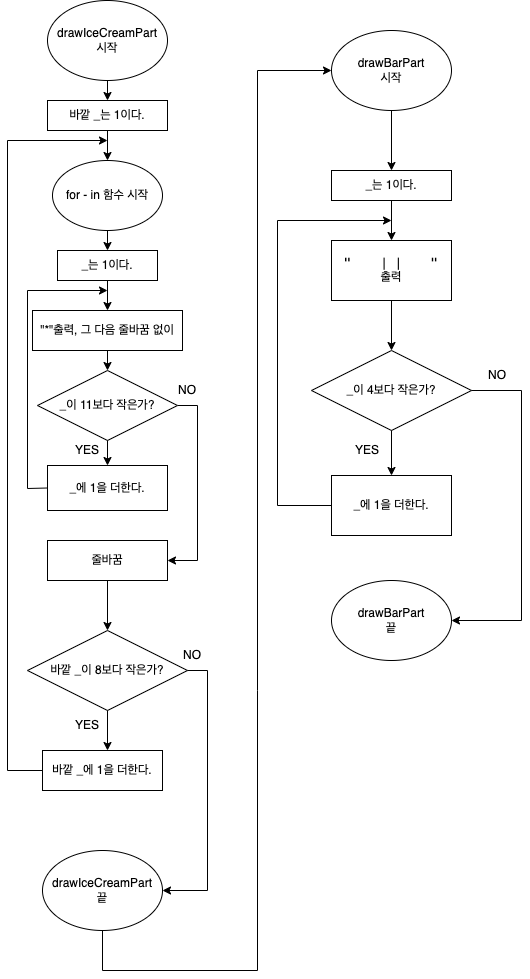 drawIceCreamPart
시작
바깥 _는 1이다.
for - in 함수 시작
_는 1이다.
"*"출력, 그 다음 줄바꿈 없이
_이 11보다 작은가?
NO
YES
_에 1을 더한다.
줄바꿈
바깥 _이 8보다 작은가?
NO
YES
바깥 _에 1을 더한다.
drawIceCreamPart
끝
drawBarPart
시작
_는 1이다.
"    | |    "
출력
_이 4보다 작은가?
NO
YES
_에 1을 더한다.
drawBarPart
끝